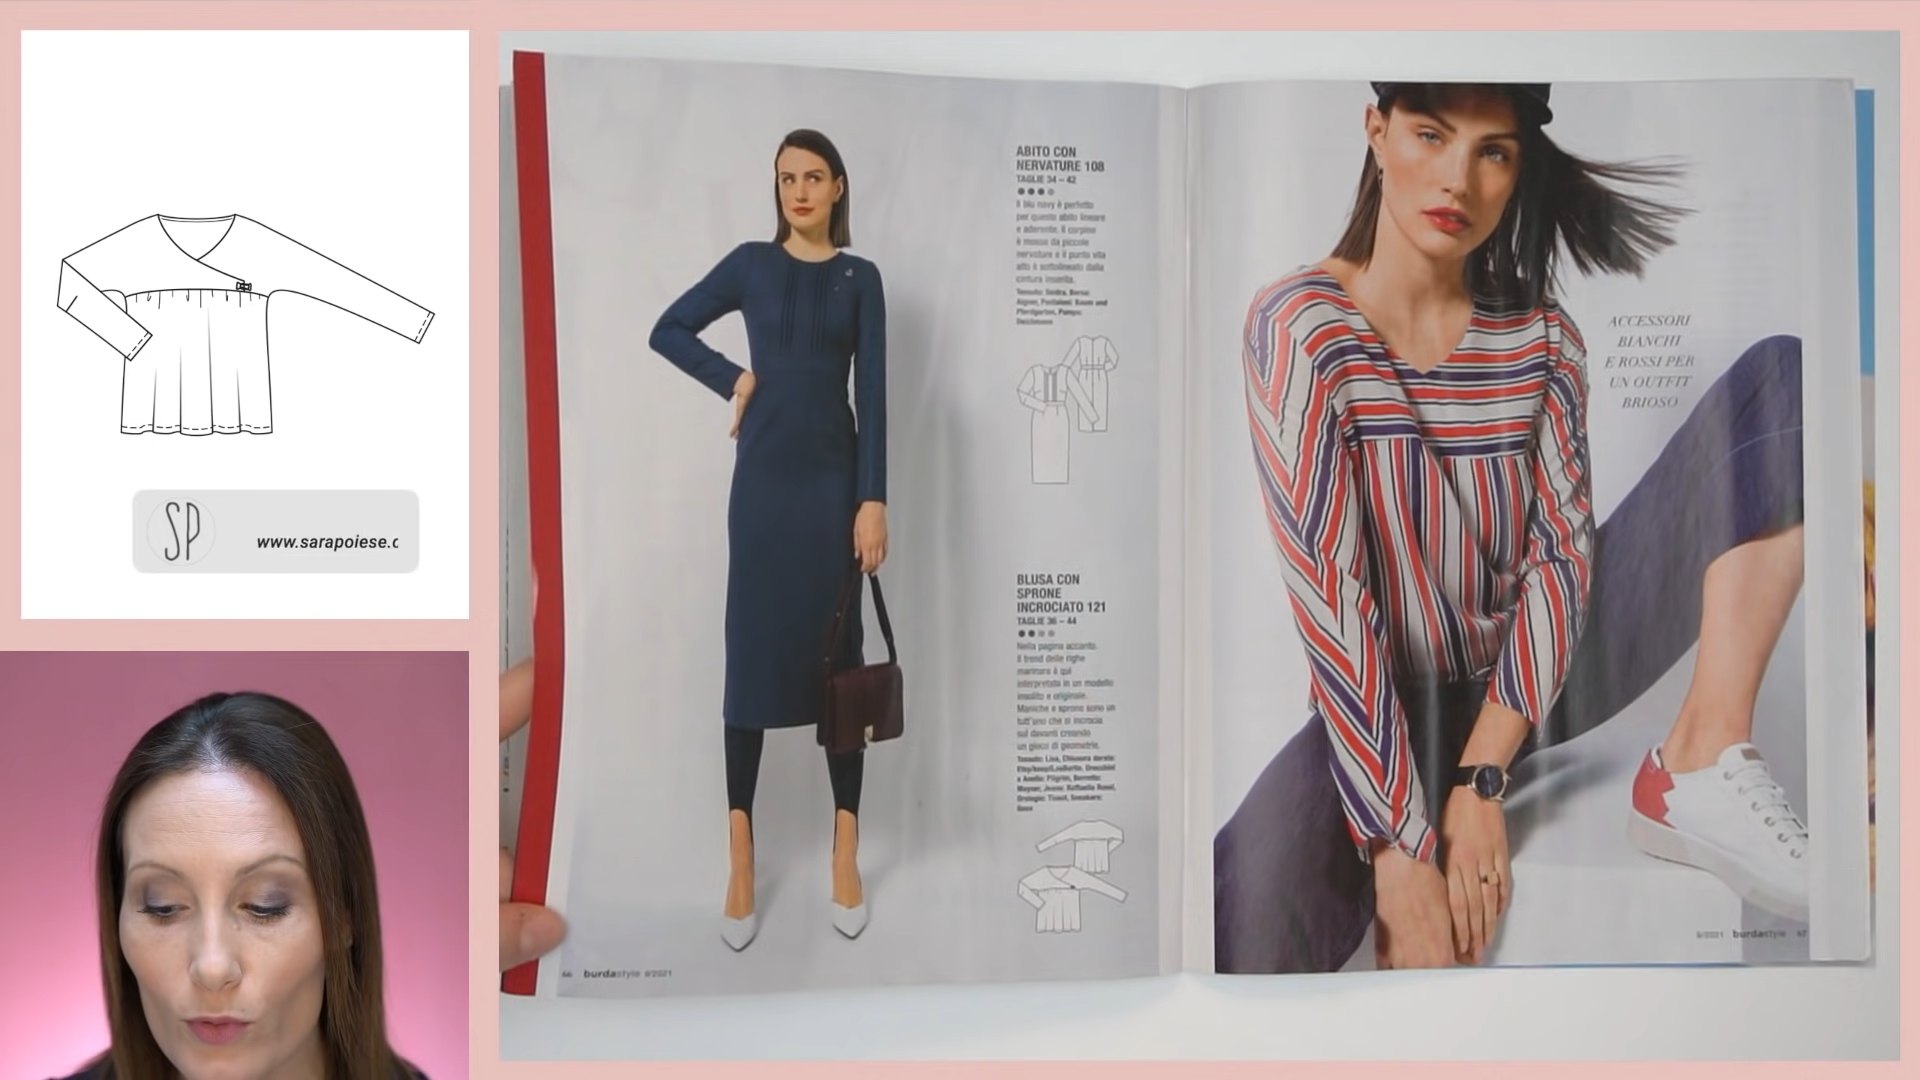 SP
www.sarapoiese.c
ABITO CON
NERVATURE 108
TAGLIE 34 – 42
Il blu navy è perfetto
per questo abito lineare
e aderente. Il corpino
è mosso da piccole
nervature e il punto vita
alto è sottolineato dalla
cintura inserita.
BLUSA CON
SPRONE
INCROCIATO 121
TAGLIE 36 – 44
Nella pagina accanto.
Il trend delle righe
marinara è qui
interpretata in un modello
insolito e originale.
Maniche e sprone sono un
tutt'uno che si incrocia
sul davanti creando
un gioco di geometrie.
66 burdastyle 9/2021
ACCESSORI
BIANCHI
E ROSSI PER
UN OUTFIT
BRIOSO
9/2021 burdastyle 67